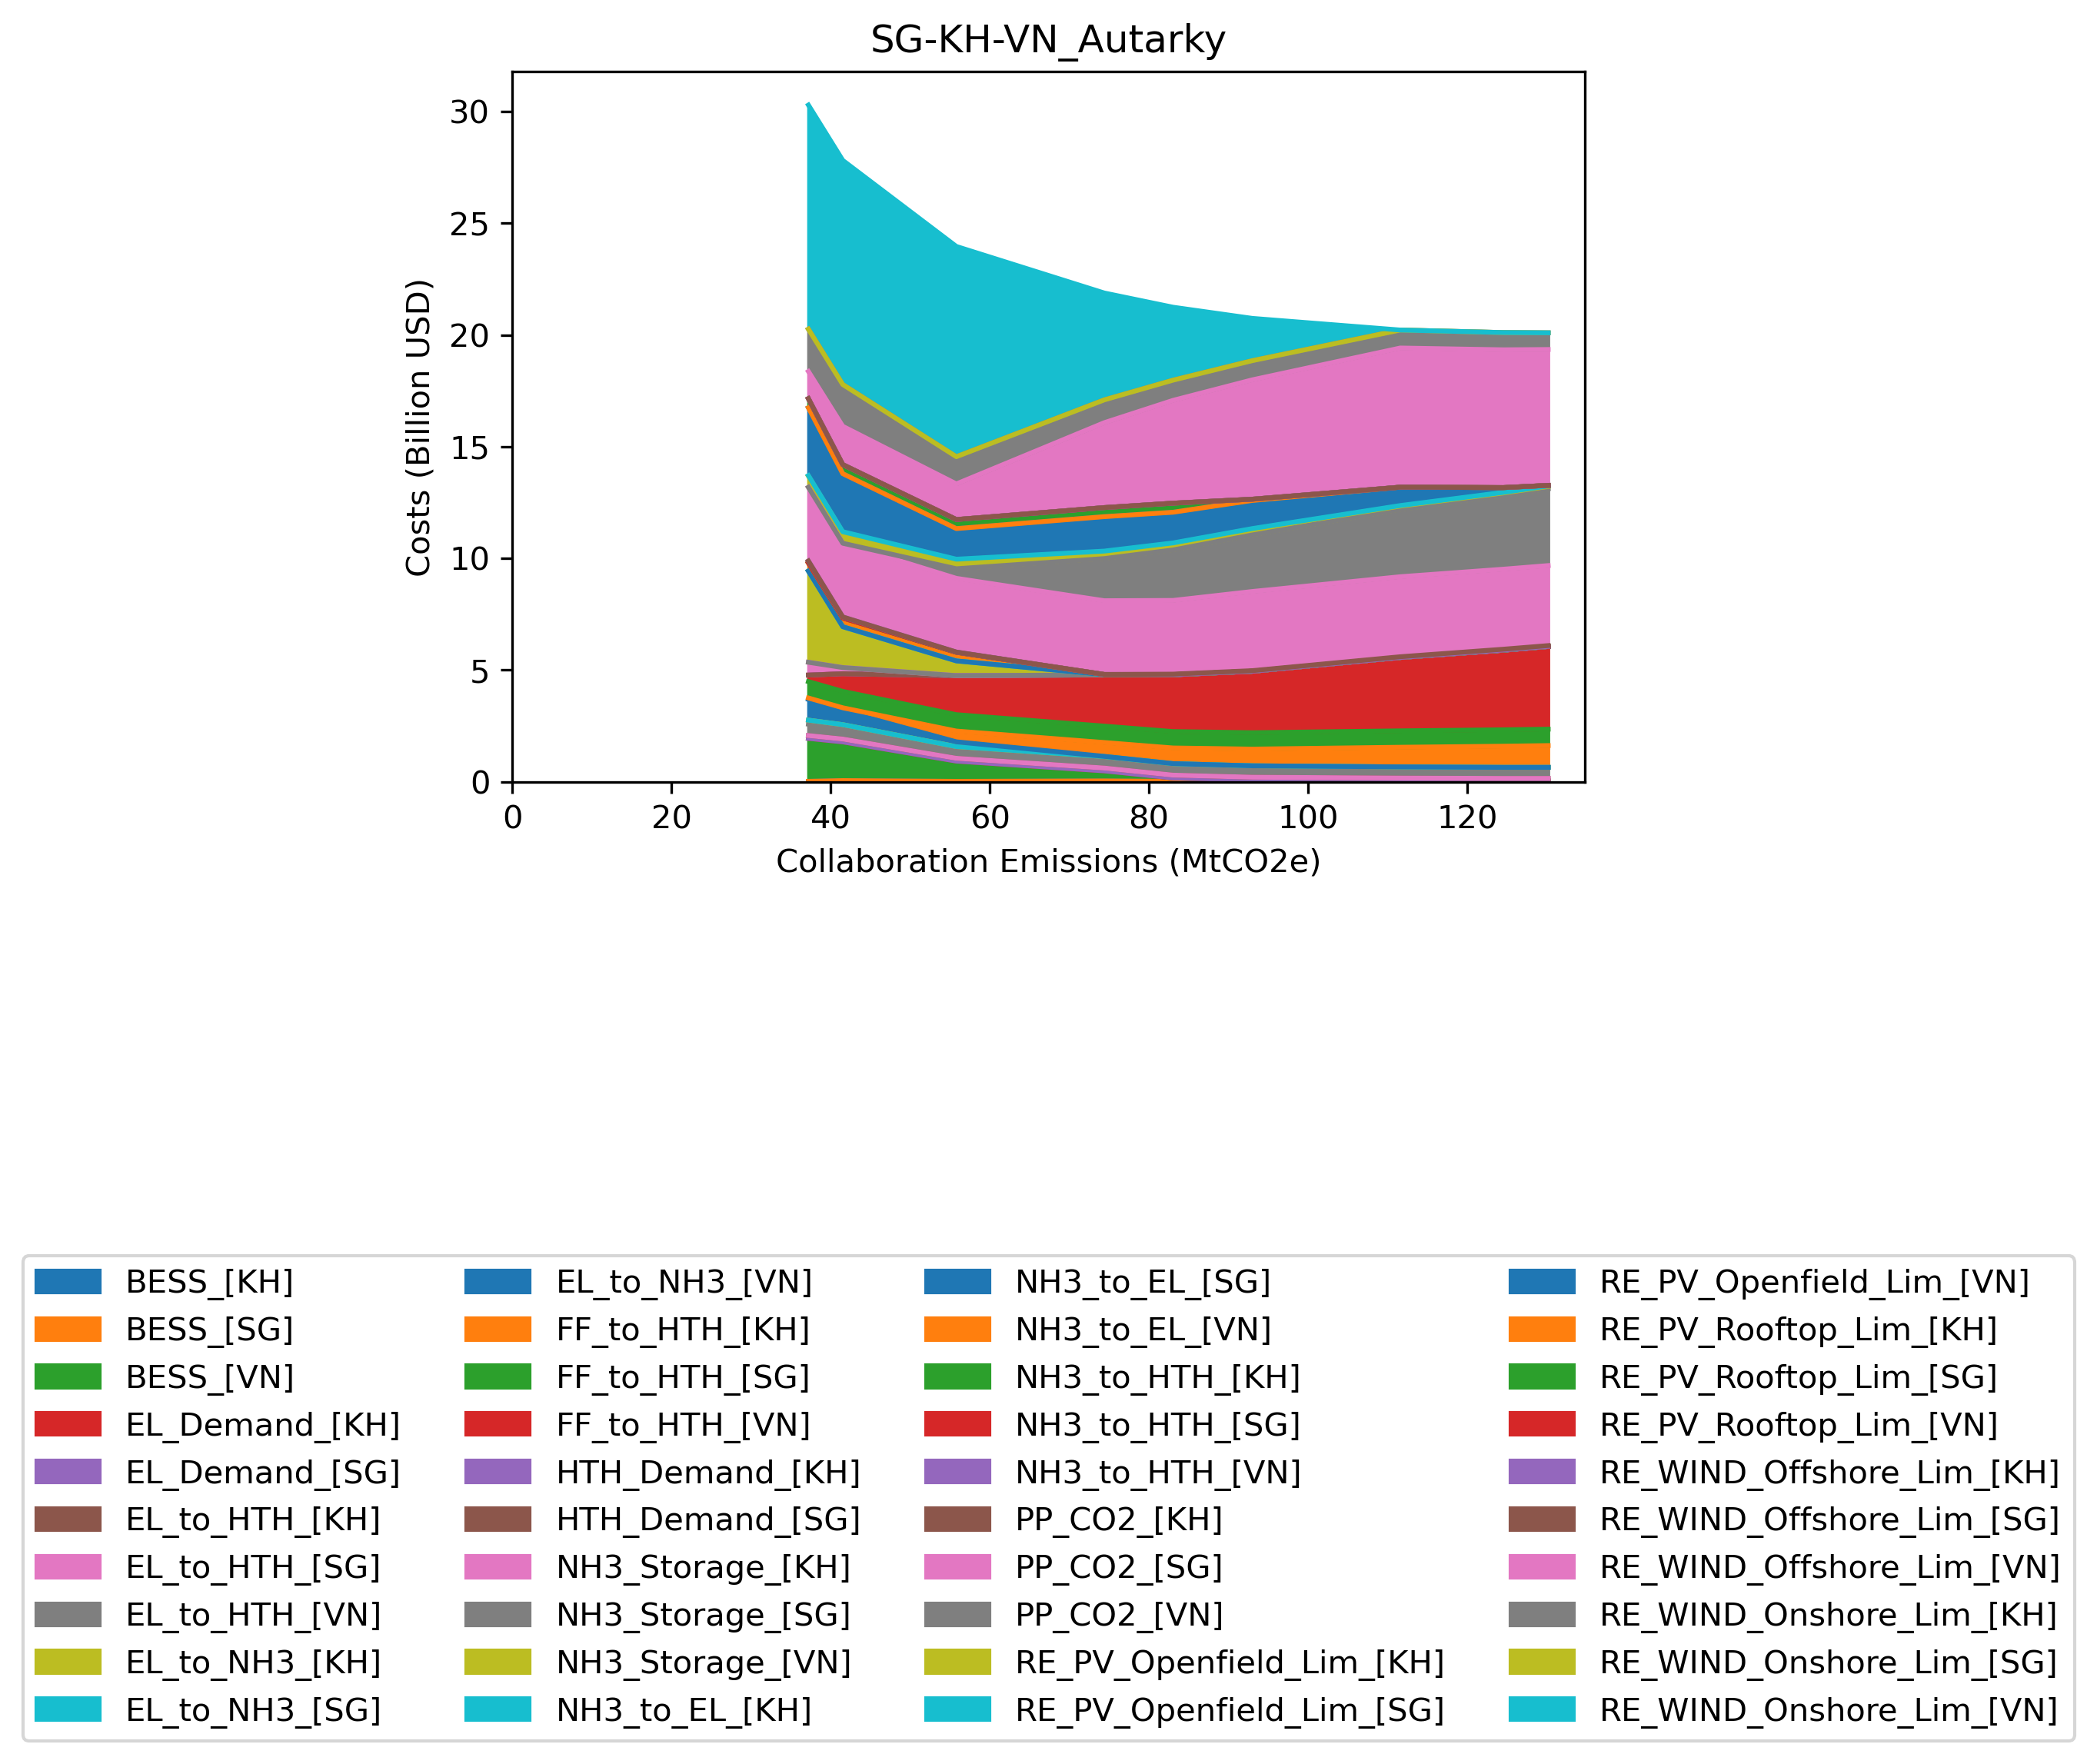 SG-KH-VN_Autarky
30
25
20
15
10
5
0
Costs (Billion USD)
0 20 40 60 80 100 120
Collaboration Emissions (MtCO2e)
BESS_[KH]
BESS_[SG]
BESS_[VN]
EL_Demand_[KH]
EL_Demand_[SG]
EL_to_HTH_[KH]
EL_to_HTH_[SG]
EL_to_HTH_[VN]
EL_to_NH3_[KH]
EL_to_NH3_[SG]
EL_to_NH3_[VN]
FF_to_HTH_[KH]
FF_to_HTH_[SG]
FF_to_HTH_[VN]
HTH_Demand_[KH]
HTH_Demand_[SG]
NH3_Storage_[KH]
NH3_Storage_[SG]
NH3_Storage_[VN]
NH3_to_EL_[KH]
NH3_to_EL_[SG]
NH3_to_EL_[VN]
NH3_to_HTH_[KH]
NH3_to_HTH_[SG]
NH3_to_HTH_[VN]
PP_CO2_[KH]
PP_CO2_[SG]
PP_CO2_[VN]
RE_PV_Openfield_Lim_[KH]
RE_PV_Openfield_Lim_[SG]
RE_PV_Openfield_Lim_[VN]
RE_PV_Rooftop_Lim_[KH]
RE_PV_Rooftop_Lim_[SG]
RE_PV_Rooftop_Lim_[VN]
RE_WIND_Offshore_Lim_[KH]
RE_WIND_Offshore_Lim_[SG]
RE_WIND_Offshore_Lim_[VN]
RE_WIND_Onshore_Lim_[KH]
RE_WIND_Onshore_Lim_[SG]
RE_WIND_Onshore_Lim_[VN]